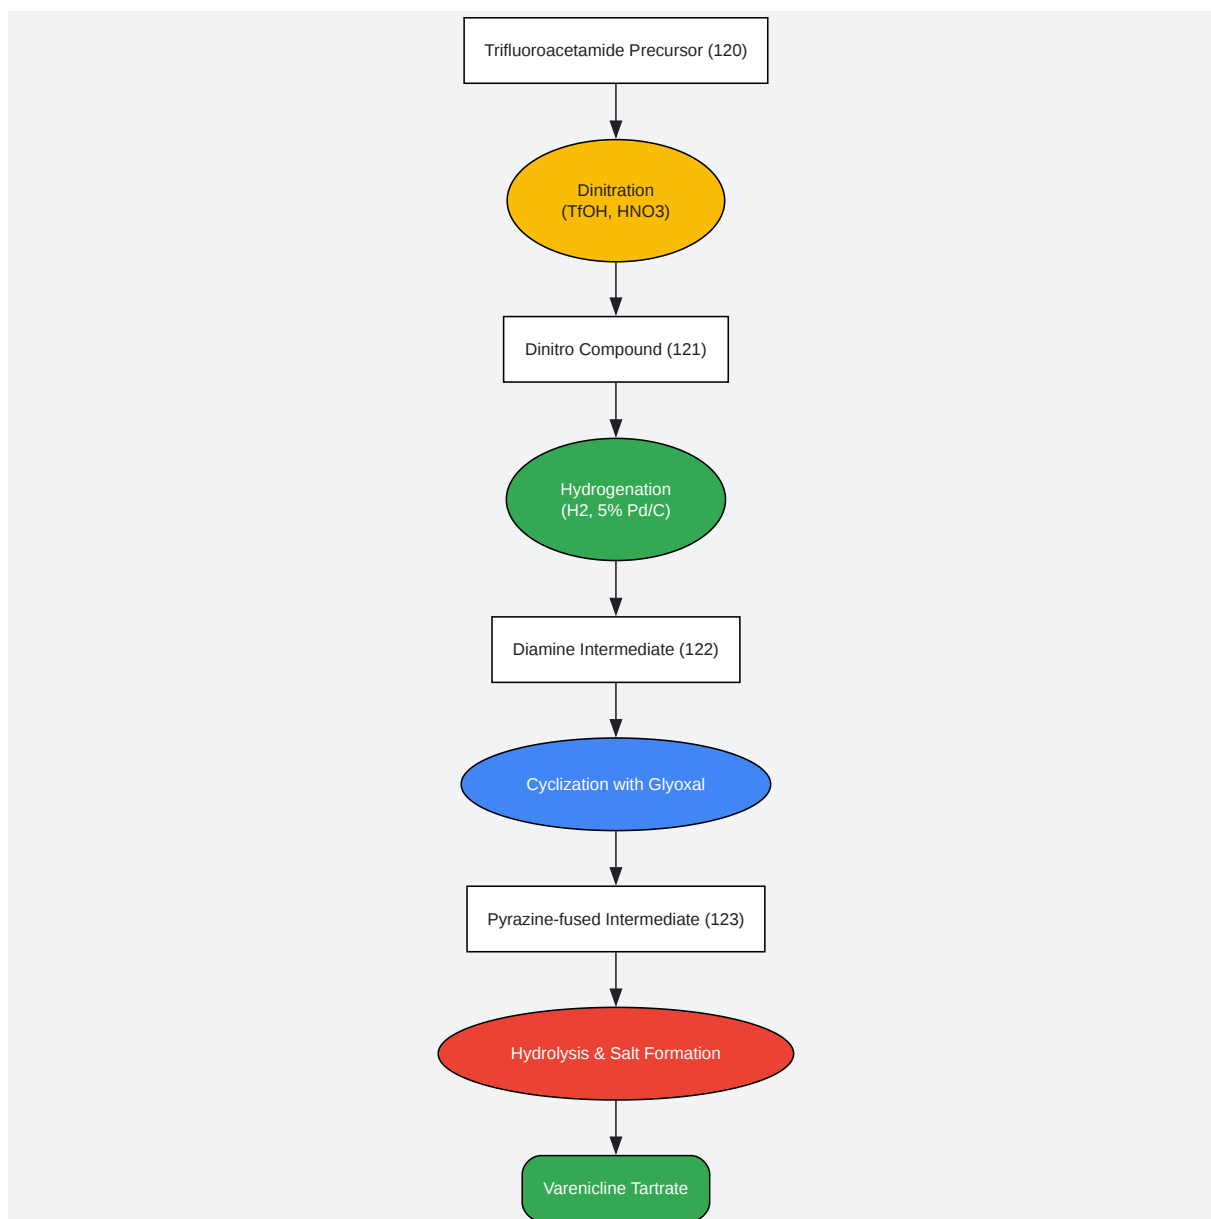 Trifluoroacetamide Precursor (120)
Dinitration
(TfOH, HNO3)
Dinitro Compound (121)
Hydrogenation
(H2, 5% Pd/C)
Diamine Intermediate (122)
Cyclization with Glyoxal
Pyrazine-fused Intermediate (123)
Hydrolysis & Salt Formation
Varenicline Tartrate